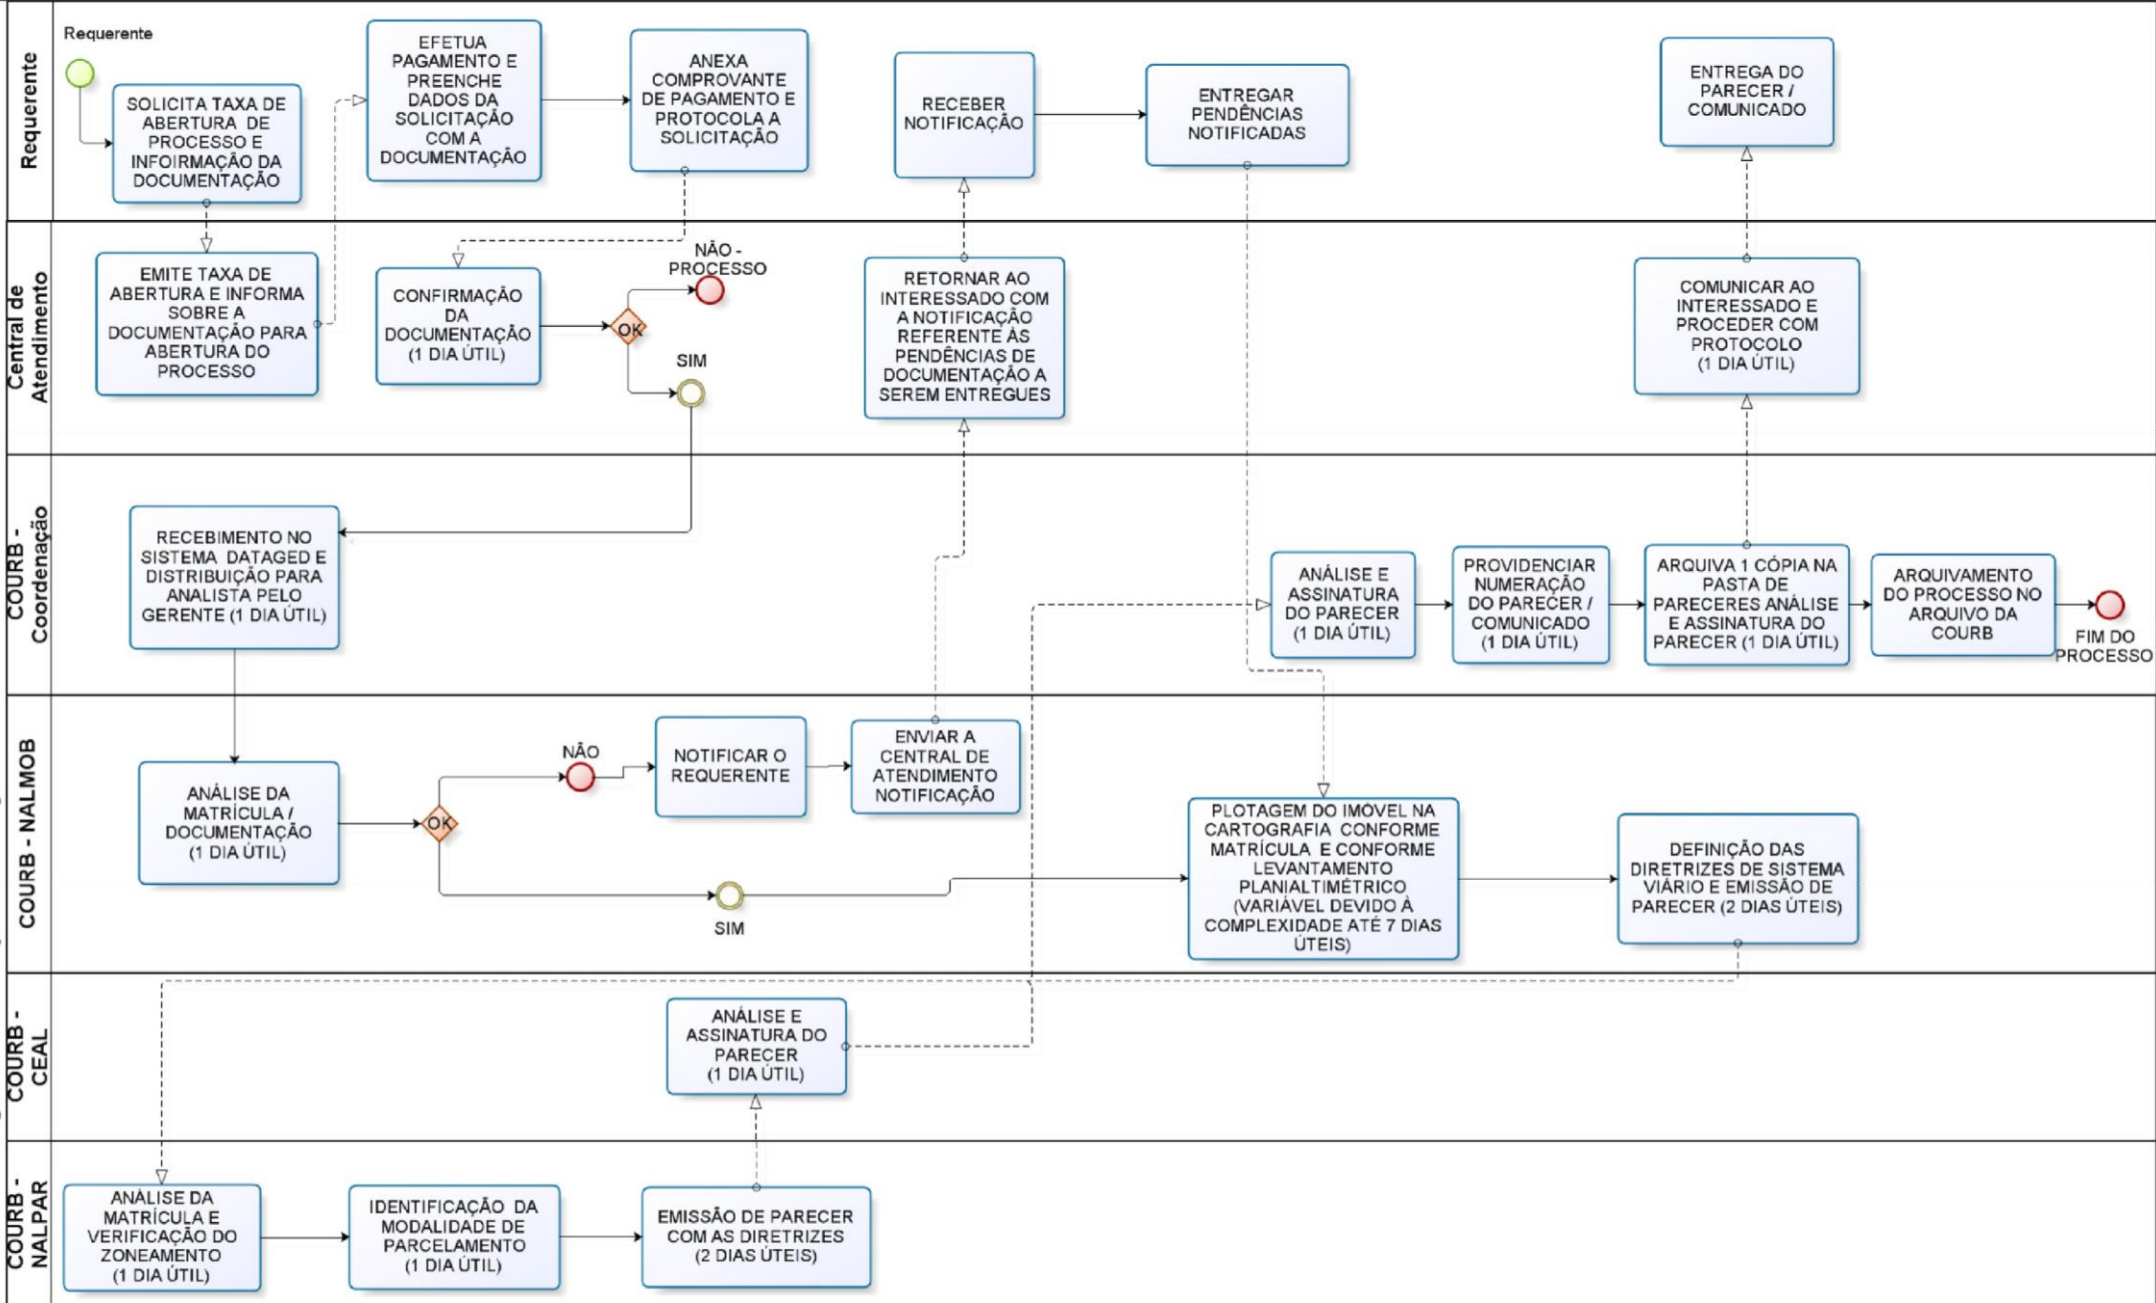 Requerente
Requerente
SOLICITA TAXA DE
ABERTURA DE
PROCESSO E
INFOIRMAÇÃO DA
DOCUMENTAÇÃO
EFETUA
PAGAMENTO E
PREENCHE
DADOS DA
SOLICITAÇÃO
COM A
DOCUMENTAÇÃO
ANEXA
COMPROVANTE
DE PAGAMENTO E
PROTOCOLA A
SOLICITAÇÃO
RECEBER
NOTIFICAÇÃO
ENTREGAR
PENDÊNCIAS
NOTIFICADAS
ENTREGA DO
PARECER /
COMUNICADO
Central de
Atendimento
EMITE TAXA DE
ABERTURA E INFORMA
SOBRE A
DOCUMENTAÇÃO PARA
ABERTURA DO
PROCESSO
CONFIRMAÇÃO
DA
DOCUMENTAÇÃO
(1 DIA ÚTIL)
OK
NÃO -
PROCESSO
SIM
RETORNAR AO
INTERESSADO COM
A NOTIFICAÇÃO
REFERENTE ÀS
PENDÊNCIAS DE
DOCUMENTAÇÃO A
SEREM ENTREGUES
COMUNICAR AO
INTERESSADO E
PROCEDER COM
PROTOCOLO
(1 DIA ÚTIL)
COURB -
Coordenação
RECEBIMENTO NO
SISTEMA DATAGED E
DISTRIBUIÇÃO PARA
ANALISTA PELO
GERENTE (1 DIA ÚTIL)
ANÁLISE E
ASSINATURA
DO PARECER
(1 DIA ÚTIL)
PROVIDENCIAR
NUMERAÇÃO
DO PARECER /
COMUNICADO
(1 DIA ÚTIL)
ARQUIVA 1 CÓPIA NA
PASTA DE
PARECERES ANÁLISE
E ASSINATURA DO
PARECER (1 DIA ÚTIL)
ARQUIVAMENTO
DO PROCESSO NO
ARQUIVO DA
COURB
FIM DO
PROCESSO
COURB - NALMOB
ANÁLISE DA
MATRÍCULA /
DOCUMENTAÇÃO
(1 DIA ÚTIL)
OK
NÃO
NOTIFICAR O
REQUERENTE
ENVIAR A
CENTRAL DE
ATENDIMENTO
NOTIFICAÇÃO
SIM
PLOTAGEM DO IMÓVEL NA
CARTOGRAFIA CONFORME
MATRÍCULA E CONFORME
LEVANTAMENTO
PLANIALTIMÉTRICO
(VARIÁVEL DEVIDO À
COMPLEXIDADE ATÉ 7 DIAS
ÚTEIS)
DEFINIÇÃO DAS
DIRETRIZES DE SISTEMA
VIÁRIO E EMISSÃO DE
PARECER (2 DIAS ÚTEIS)
COURB -
CEAL
ANÁLISE E
ASSINATURA DO
PARECER
(1 DIA ÚTIL)
COURB -
NALPAR
ANÁLISE DA
MATRÍCULA E
VERIFICAÇÃO DO
ZONEAMENTO
(1 DIA ÚTIL)
IDENTIFICAÇÃO DA
MODALIDADE DE
PARCELAMENTO
(1 DIA ÚTIL)
EMISSÃO DE PARECER
COM AS DIRETRIZES
(2 DIAS ÚTEIS)